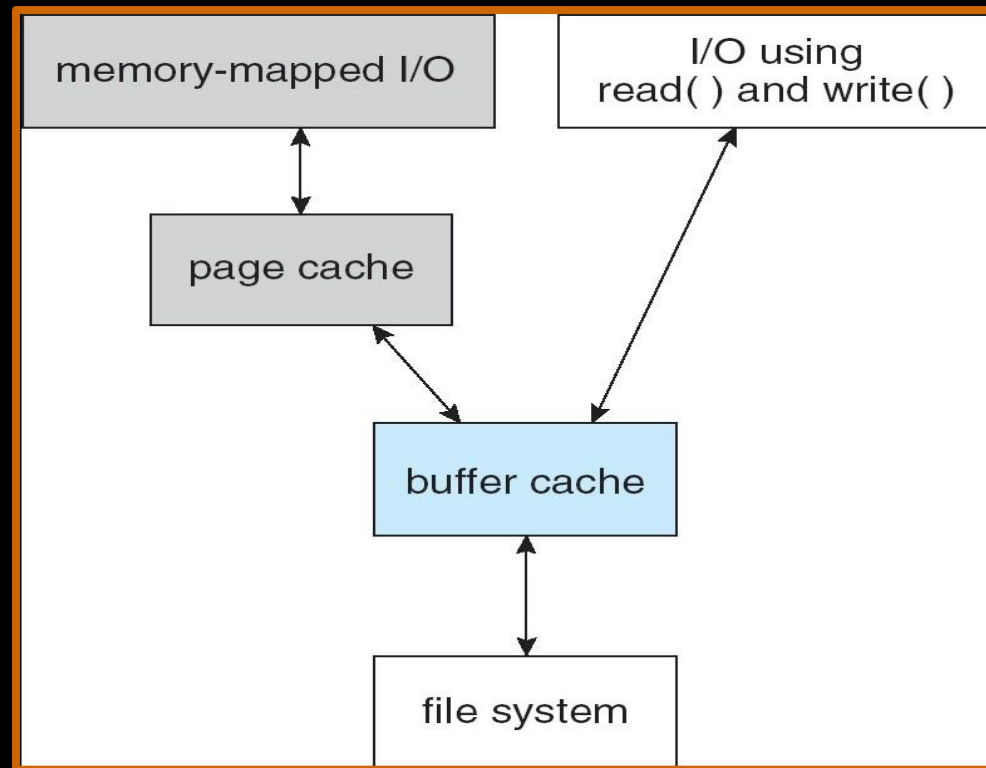 memory-mapped I/O
I/O using
read( ) and write( )
page cache
buffer cache
file system